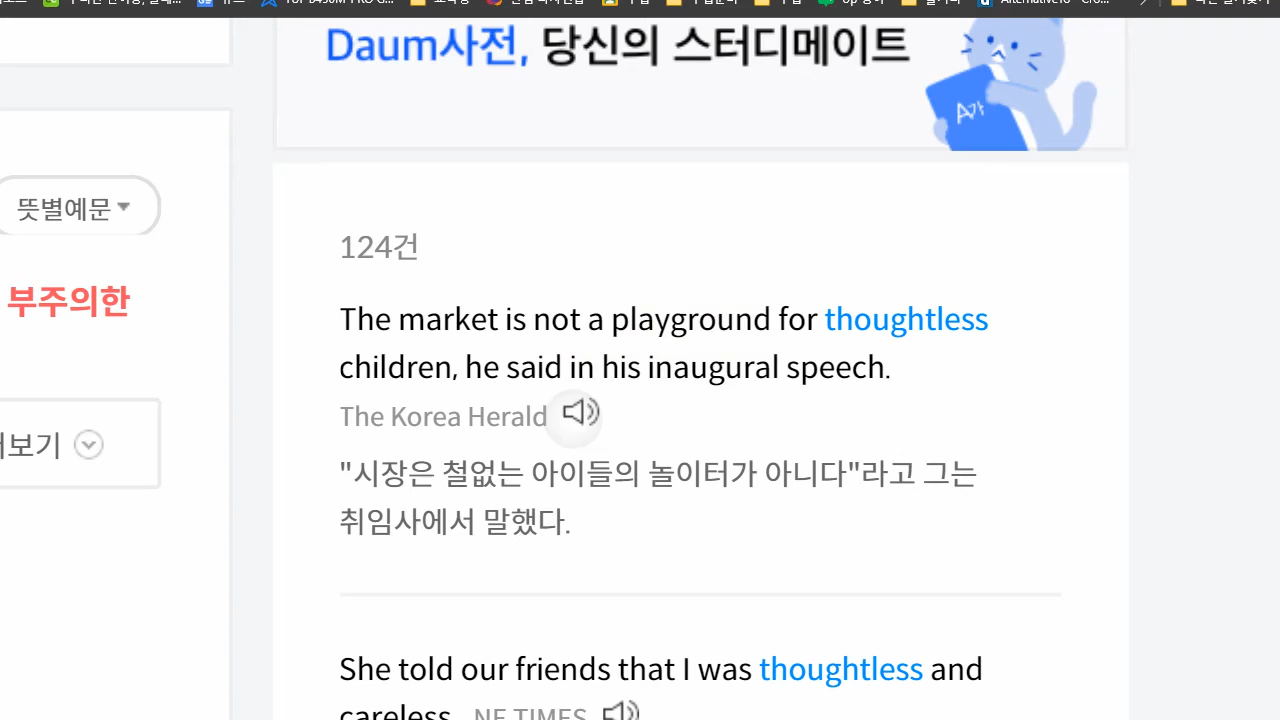 Daum사전, 당신의 스터디메이트
A가
뜻별예문
부주의한
보기
124건
The market is not a playground for thoughtless
children, he said in his inaugural speech.
The Korea Herald
"시장은 철없는 아이들의 놀이터가 아니다"라고 그는
취임사에서 말했다.
She told our friends that I was thoughtless and
careless. NE TIMES